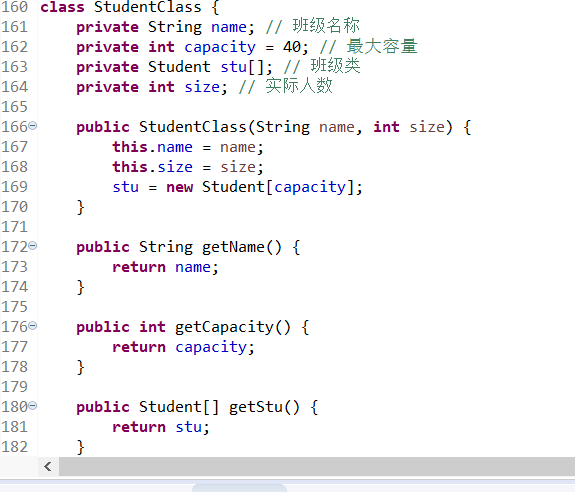 160 class StudentClass {
161     private String name; // 班级名称
162     private int capacity = 40; // 最大容量
163     private Student stu[]; // 班级类
164     private int size; // 实际人数
165
166     public StudentClass(String name, int size) {
167         this.name = name;
168         this.size = size;
169         stu = new Student[capacity];
170     }
171
172     public String getName() {
173         return name;
174     }
175
176     public int getCapacity() {
177         return capacity;
178     }
179
180     public Student[] getStu() {
181         return stu;
182     }